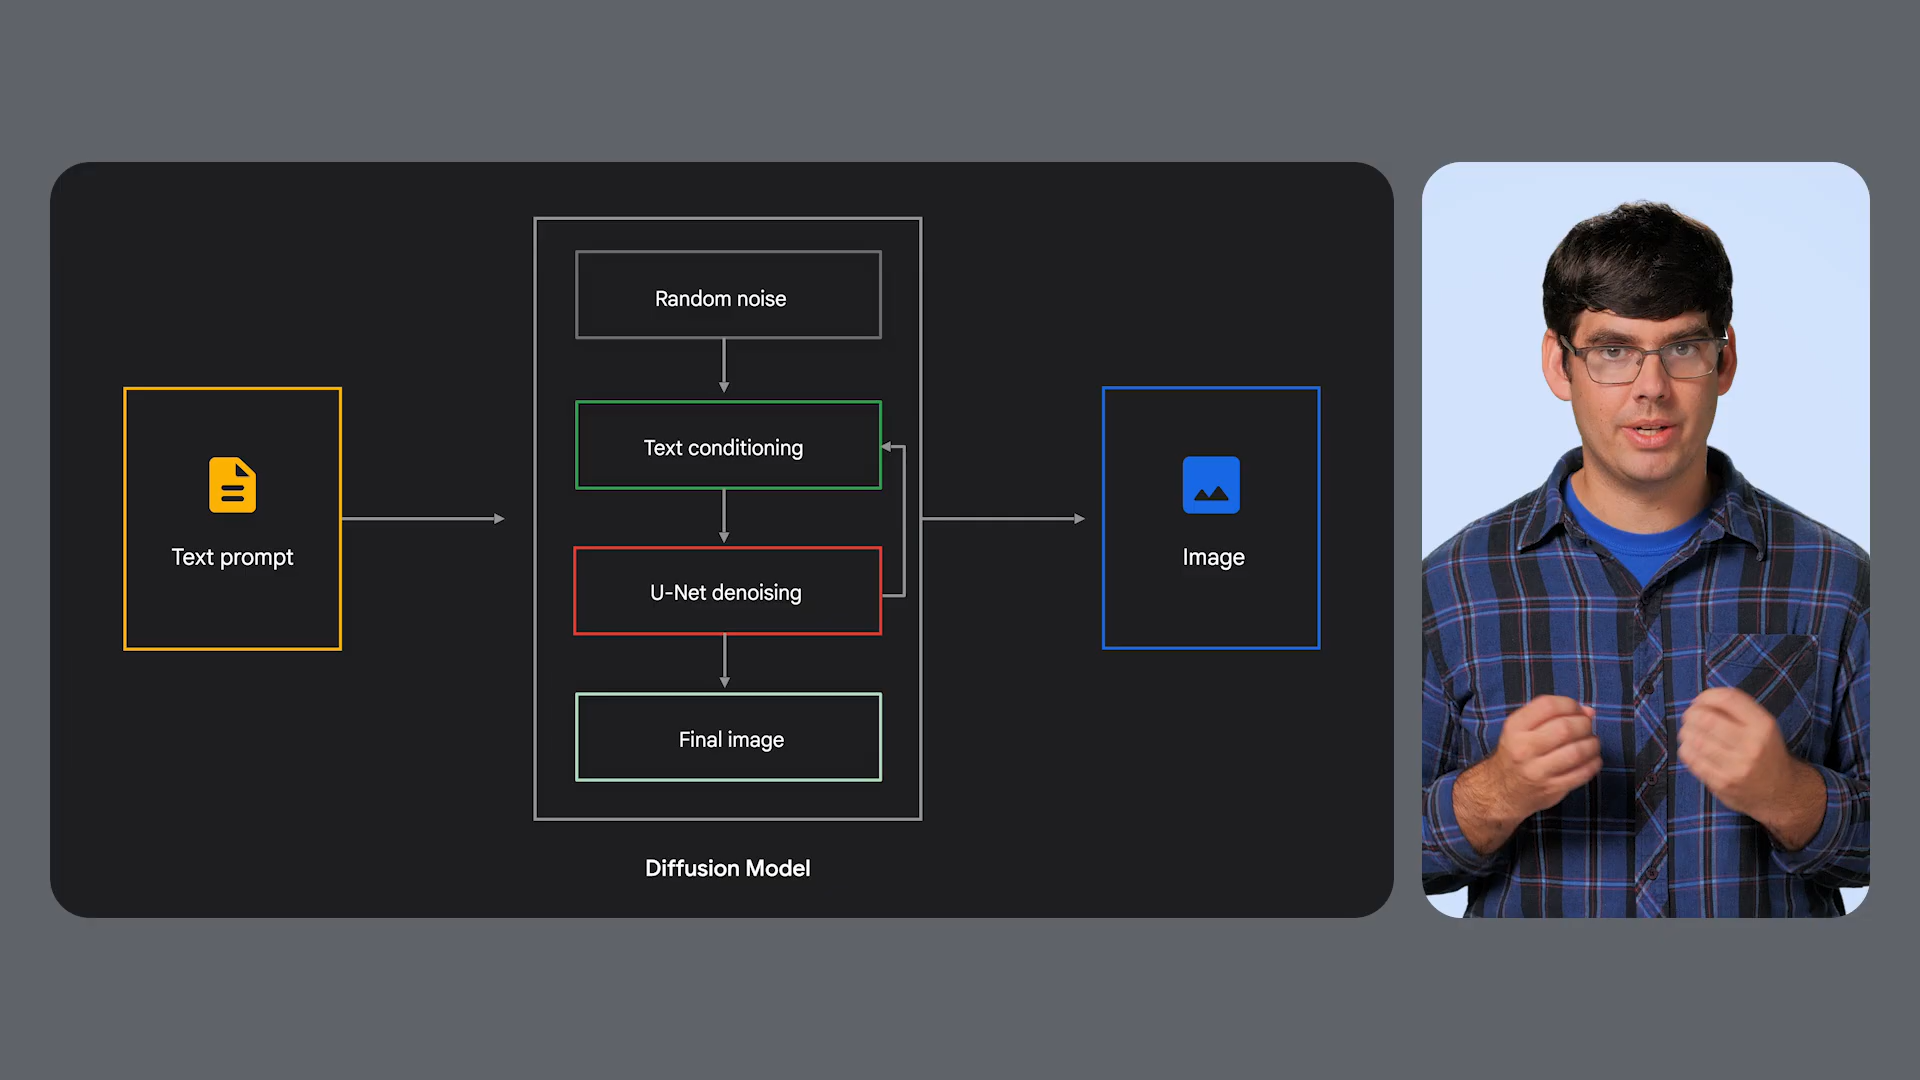 Text prompt
Random noise
Text conditioning
U-Net denoising
Final image
Diffusion Model
Image